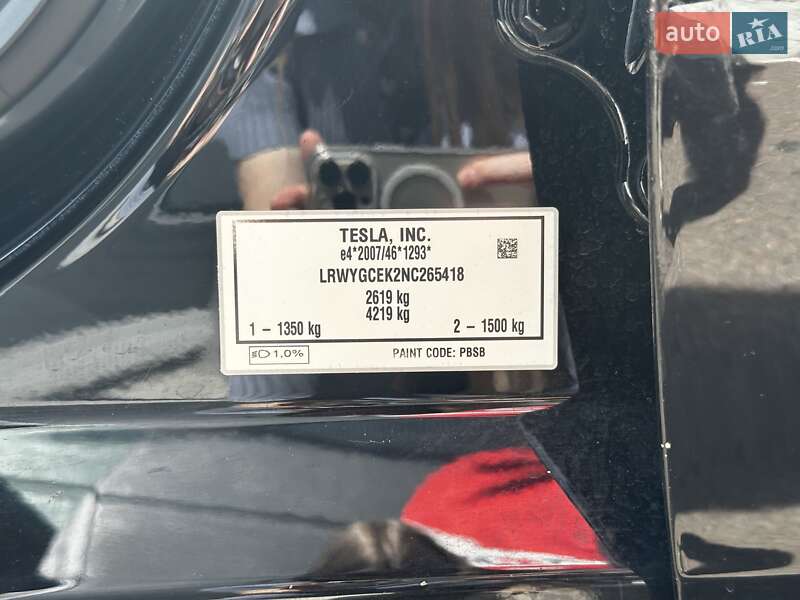 auto RIA
.com
TESLA, INC.
e4*2007/46*1293*
LRWYGCEK2NC265418
2619 kg
4219 kg
1 – 1350 kg 2 – 1500 kg
1,0% PAINT CODE: PBSB